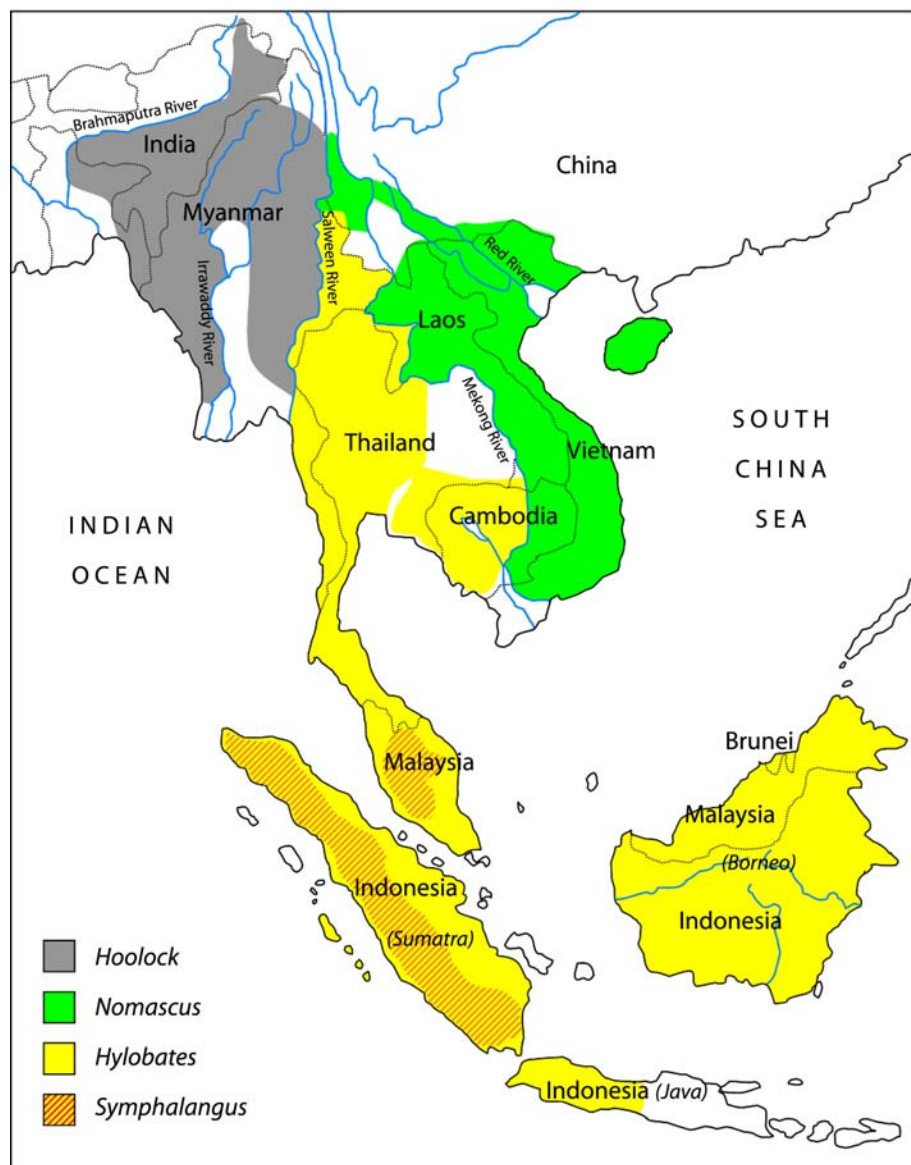 Brahmaputra River
India
China
Myanmar
Salween River
Red River
Irrawaddy River
Laos
Mekong River
Thailand
Vietnam
SOUTH
CHINA
SEA
Cambodia
INDIAN
OCEAN
Brunei
Malaysia
Malaysia
(Borneo)
Indonesia
Indonesia
(Sumatra)
Hoolock
Nomascus
Hylobates
Symphalangus
Indonesia (Java)